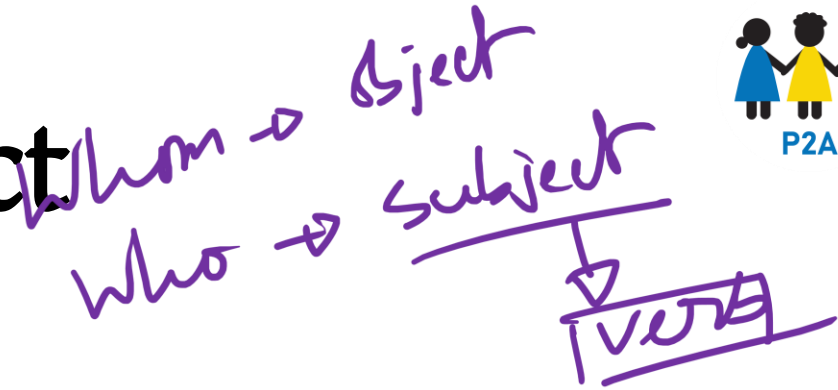 ct
Whom → Object
Who → Subject
verb
P2A